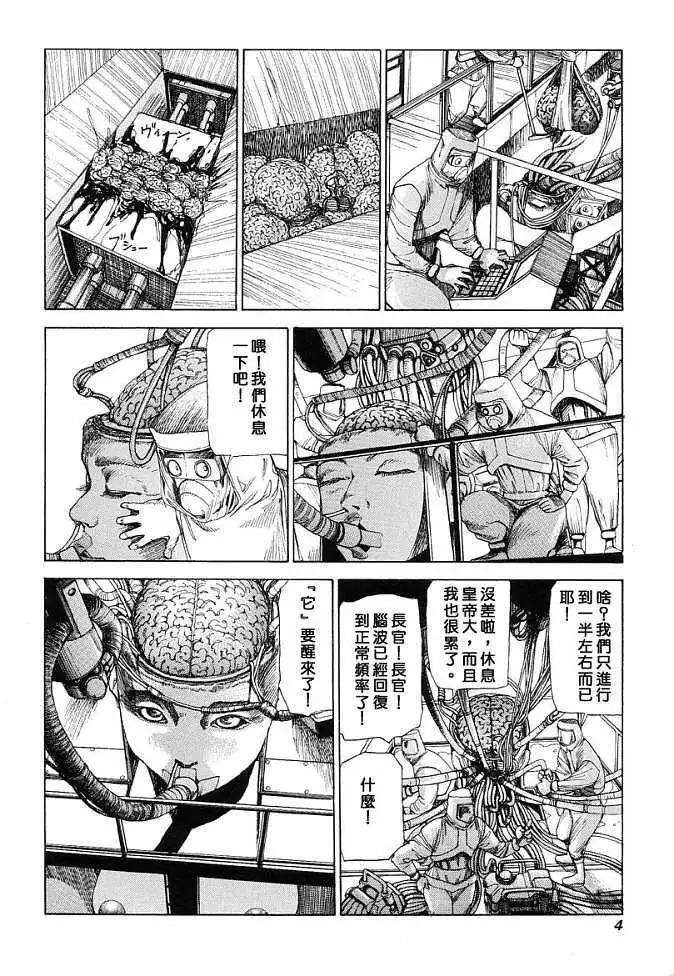 ヴィィーン
ブシュー
喂！我們休息
一下吧！
啥？我們只進行
到一半左右而已
耶！
沒差啦，休息
皇帝大，而且
我也很累了。
長官！長官！
腦波已經回復
到正常頻率了！
什麼！
『它』要醒來了！
4